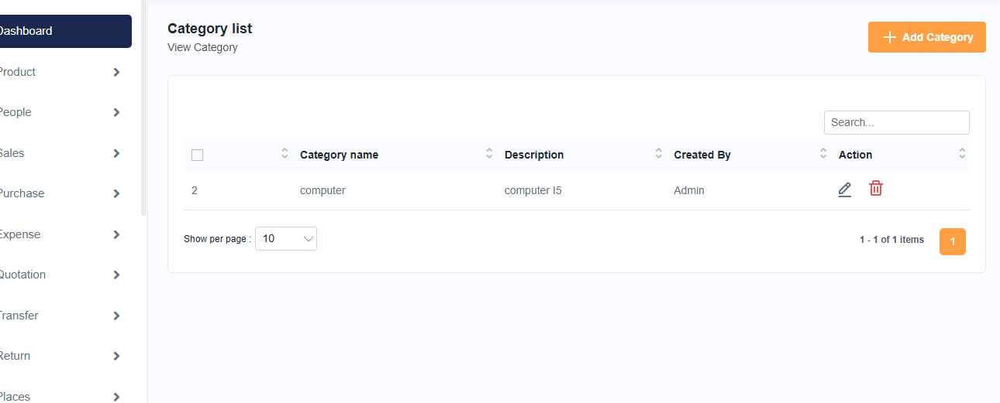 Dashboard
Product
People
Sales
Purchase
Expense
Quotation
Transfer
Return
Places
Category list
View Category
Add Category
Search...
Category name Description Created By Action
2 computer computer I5 Admin
Show per page : 10
1 - 1 of 1 items 1